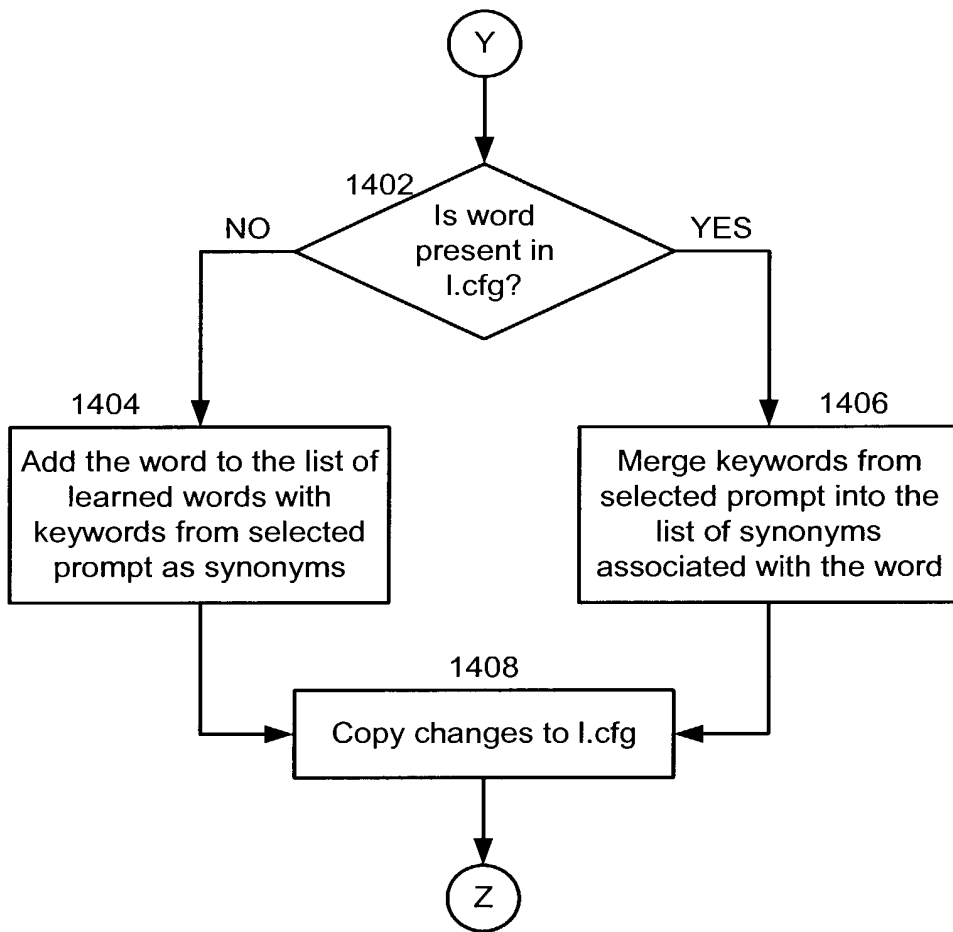 Y
1402
Is word
present in
l.cfg?
NO
YES
1404
Add the word to the list of
learned words with
keywords from selected
prompt as synonyms
1406
Merge keywords from
selected prompt into the
list of synonyms
associated with the word
1408
Copy changes to l.cfg
Z